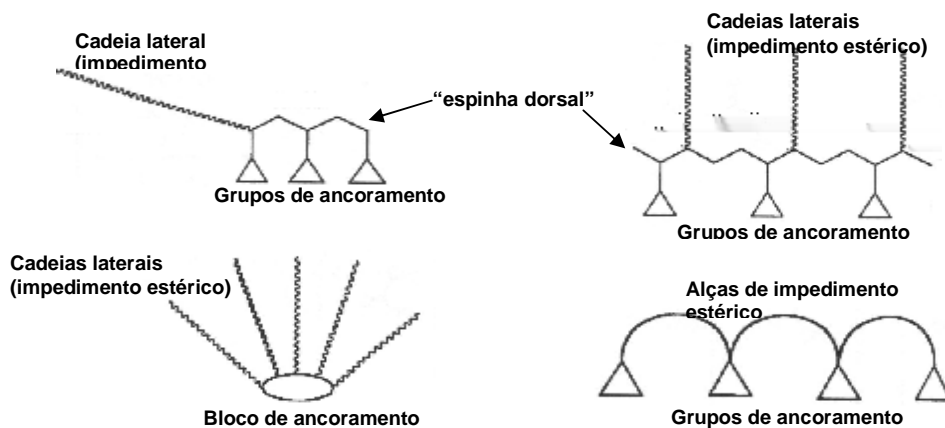 Cadeia lateral
(impedimento
Cadeias laterais
(impedimento estérico)
“espinha dorsal”
Grupos de ancoramento
Grupos de ancoramento
Cadeias laterais
(impedimento estérico)
Bloco de ancoramento
Alças de impedimento
estérico
Grupos de ancoramento